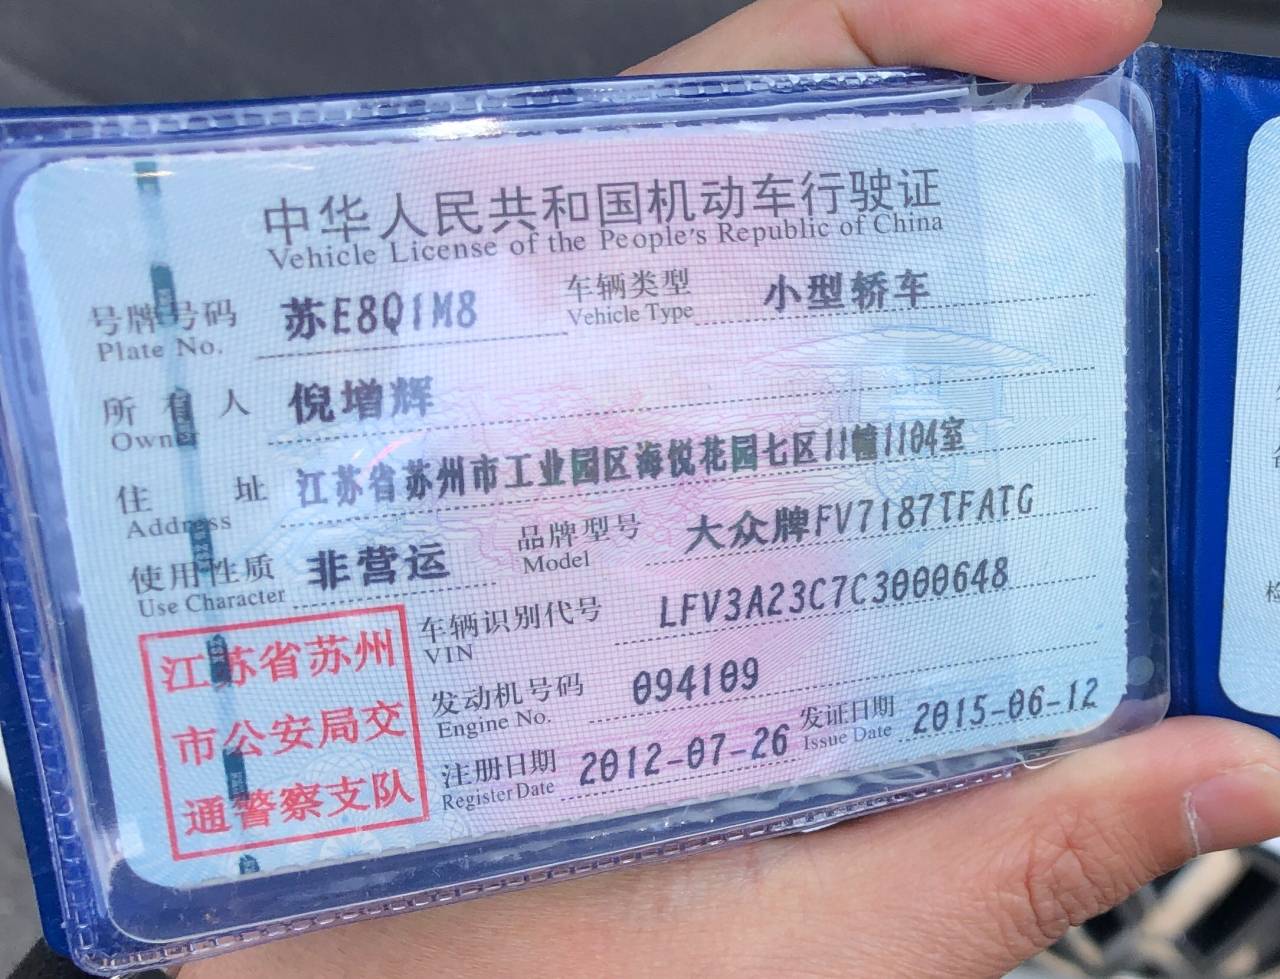 中华人民共和国机动车行驶证
Vehicle License of the People's Republic of China
号牌号码 苏E8Q1M8 车辆类型 小型轿车
Plate No. Vehicle Type
所有人 倪增辉
Owner
住址 江苏省苏州市工业园区海悦花园七区11幢1104室
Address
使用性质 非营运 品牌型号 大众牌FV7187TFATG
Use Character Model
江苏省苏州
市公安局交
通警察支队
车辆识别代号 LFV3A23C7C3000648
VIN
发动机号码 094109
Engine No.
注册日期 2012-07-26 发证日期 2015-06-12
Register Date Issue Date